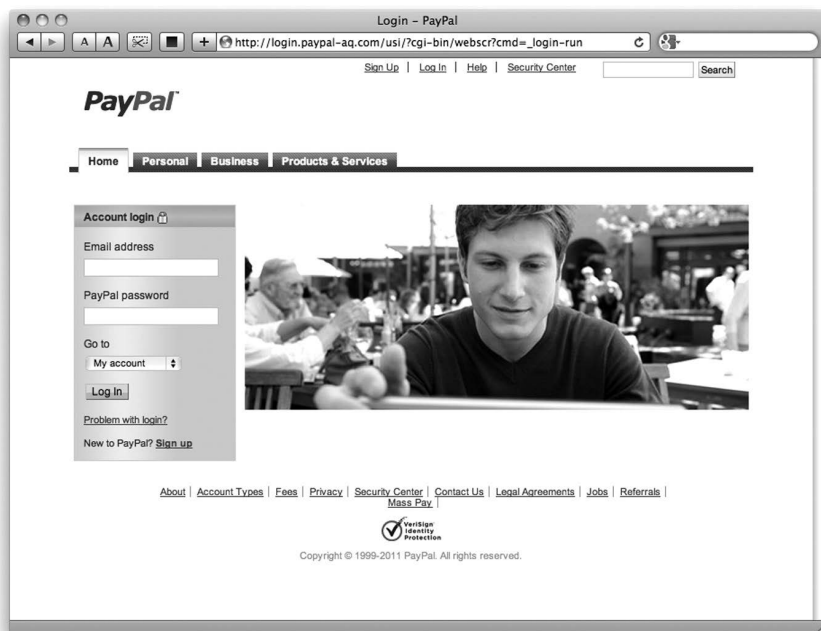 Login – PayPal
A A + http://login.paypal-aq.com/usi/?cgi-bin/webscr?cmd=_login-run
Sign Up | Log In | Help | Security Center Search
PayPal™
Home Personal Business Products & Services
Account login
Email address
PayPal password
Go to
My account
Log In
Problem with login?
New to PayPal? Sign up
About | Account Types | Fees | Privacy | Security Center | Contact Us | Legal Agreements | Jobs | Referrals |
Mass Pay |
VeriSign
Identity
Protection
Copyright © 1999-2011 PayPal. All rights reserved.